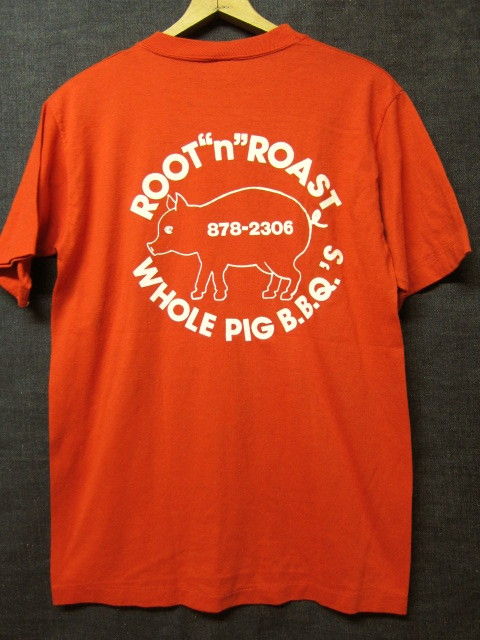 ROOT“n”ROAST
878-2306
WHOLE PIG B.B.Q.'S